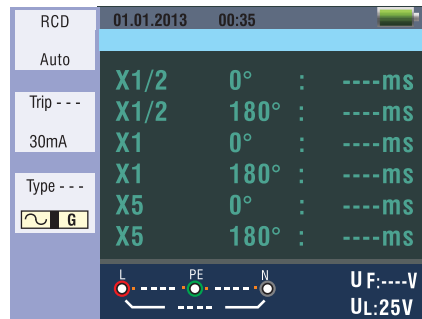 RCD
Auto
Trip - - -
30mA
Type - - -
G
01.01.2013 00:35
X1/2 0° : ----ms
X1/2 180° : ----ms
X1 0° : ----ms
X1 180° : ----ms
X5 0° : ----ms
X5 180° : ----ms
L PE N
----
UF:----V
UL:25V